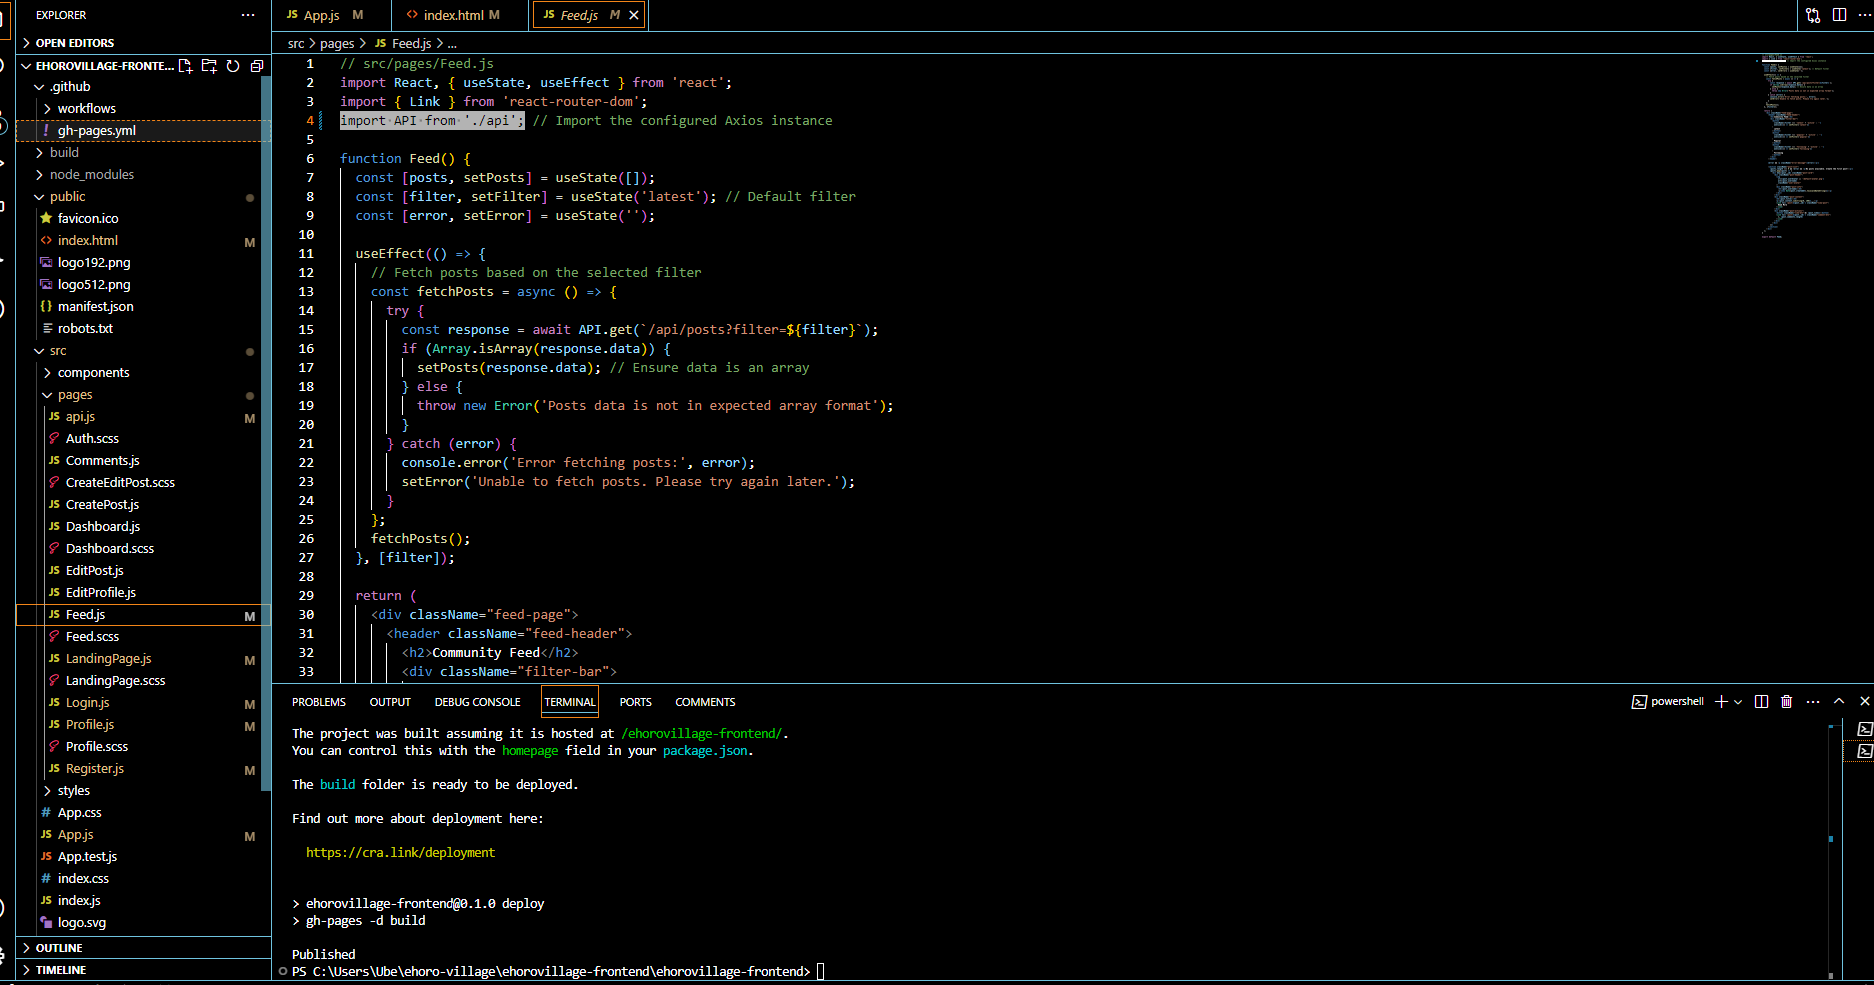 EXPLORER
OPEN EDITORS
EHOROVILLAGE-FRONTE...
.github
workflows
! gh-pages.yml
build
node_modules
public
favicon.ico
<> index.html M
logo192.png
logo512.png
{} manifest.json
robots.txt
src
components
pages
JS api.js M
Auth.scss
JS Comments.js
CreateEditPost.scss
JS CreatePost.js
JS Dashboard.js
Dashboard.scss
JS EditPost.js
JS EditProfile.js
JS Feed.js M
Feed.scss
JS LandingPage.js M
LandingPage.scss
JS Login.js M
JS Profile.js M
Profile.scss
JS Register.js M
styles
# App.css
JS App.js M
JS App.test.js
# index.css
JS index.js
logo.svg
OUTLINE
TIMELINE
JS App.js M
<> index.html M
JS Feed.js M
src > pages > JS Feed.js > ...
1 // src/pages/Feed.js
2 import React, { useState, useEffect } from 'react';
3 import { Link } from 'react-router-dom';
4 import API from './api'; // Import the configured Axios instance
5
6 function Feed() {
7 const [posts, setPosts] = useState([]);
8 const [filter, setFilter] = useState('latest'); // Default filter
9 const [error, setError] = useState('');
10
11 useEffect(() => {
12 // Fetch posts based on the selected filter
13 const fetchPosts = async () => {
14 try {
15 const response = await API.get(`/api/posts?filter=${filter}`);
16 if (Array.isArray(response.data)) {
17 setPosts(response.data); // Ensure data is an array
18 } else {
19 throw new Error('Posts data is not in expected array format');
20 }
21 } catch (error) {
22 console.error('Error fetching posts:', error);
23 setError('Unable to fetch posts. Please try again later.');
24 }
25 };
26 fetchPosts();
27 }, [filter]);
28
29 return (
30 <div className="feed-page">
31 <header className="feed-header">
32 <h2>Community Feed</h2>
33 <div className="filter-bar">
PROBLEMS OUTPUT DEBUG CONSOLE TERMINAL PORTS COMMENTS
powershell
The project was built assuming it is hosted at /ehorovillage-frontend/.
You can control this with the homepage field in your package.json.
The build folder is ready to be deployed.
Find out more about deployment here:
https://cra.link/deployment
> ehorovillage-frontend@0.1.0 deploy
> gh-pages -d build
Published
PS C:\Users\Ube\ehoro-village\ehorovillage-frontend\ehorovillage-frontend>